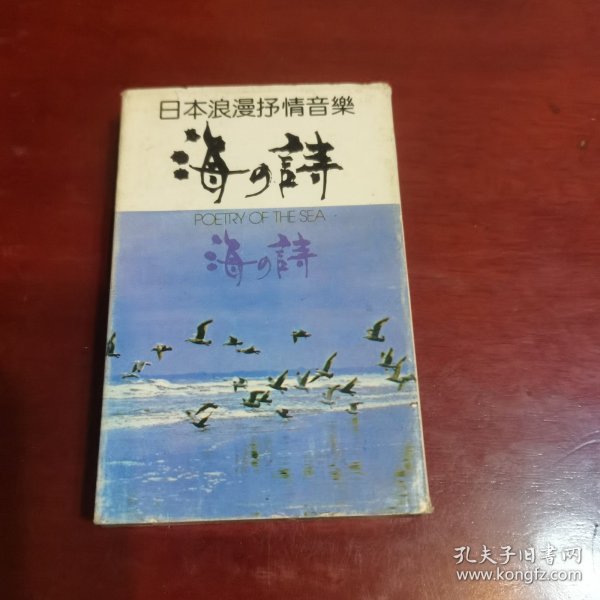 日本浪漫抒情音樂
海の詩
POETRY OF THE SEA
海の詩
孔夫子旧书网
www.kongfz.com